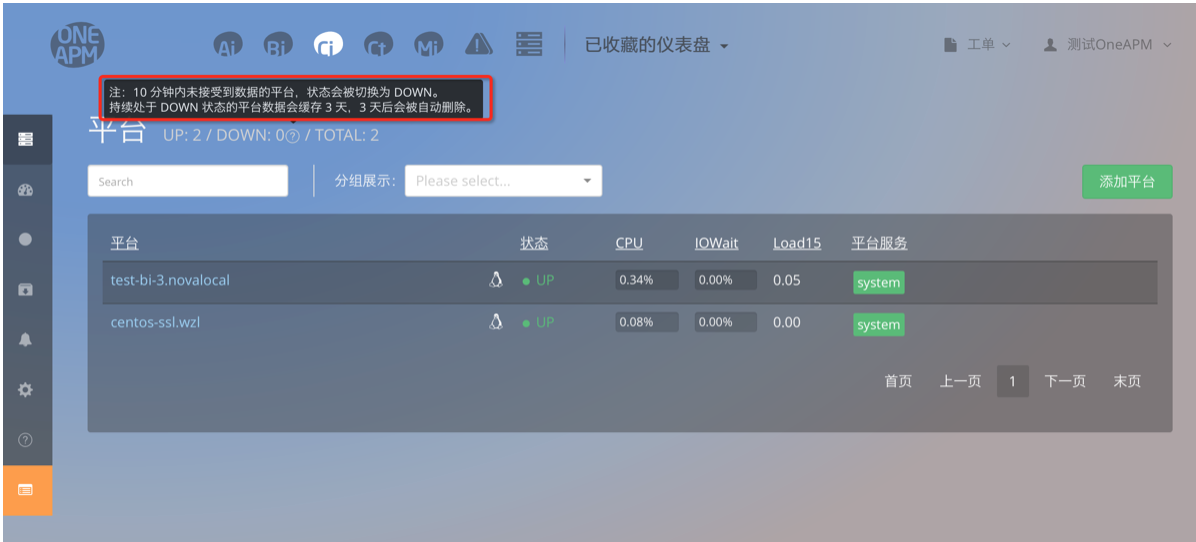 ONE
APM
Ai
Bi
Ci
Ct
Mi
已收藏的仪表盘
工单
测试OneAPM
注：10 分钟内未接受到数据的平台，状态会被切换为 DOWN。
持续处于 DOWN 状态的平台数据会缓存 3 天，3 天后会被自动删除。
平台 UP: 2 / DOWN: 0? / TOTAL: 2
Search
分组展示：
Please select...
添加平台
平台 状态 CPU IOWait Load15 平台服务
test-bi-3.novalocal UP 0.34% 0.00% 0.05 system
centos-ssl.wzl UP 0.08% 0.00% 0.00 system
首页 上一页 1 下一页 末页